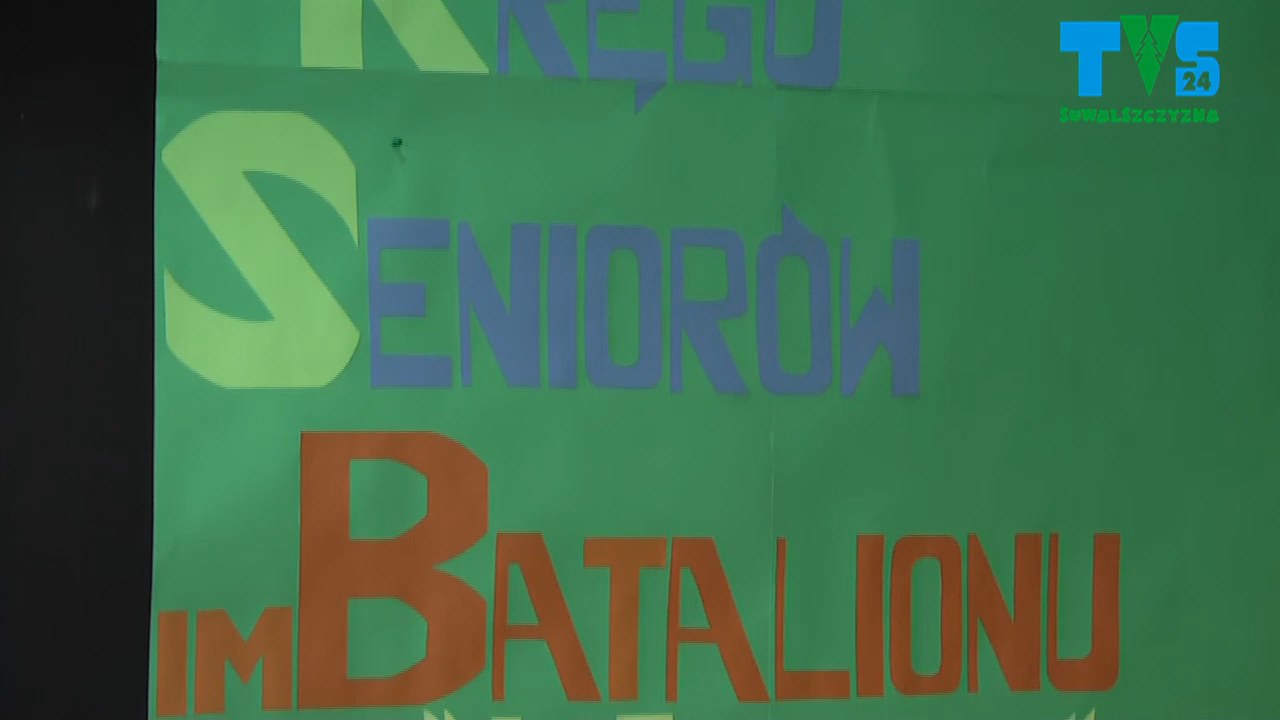 KRĘGU
SENIORÓW
IM BATALIONU
TVS
24
SUWALSZCZYZNA